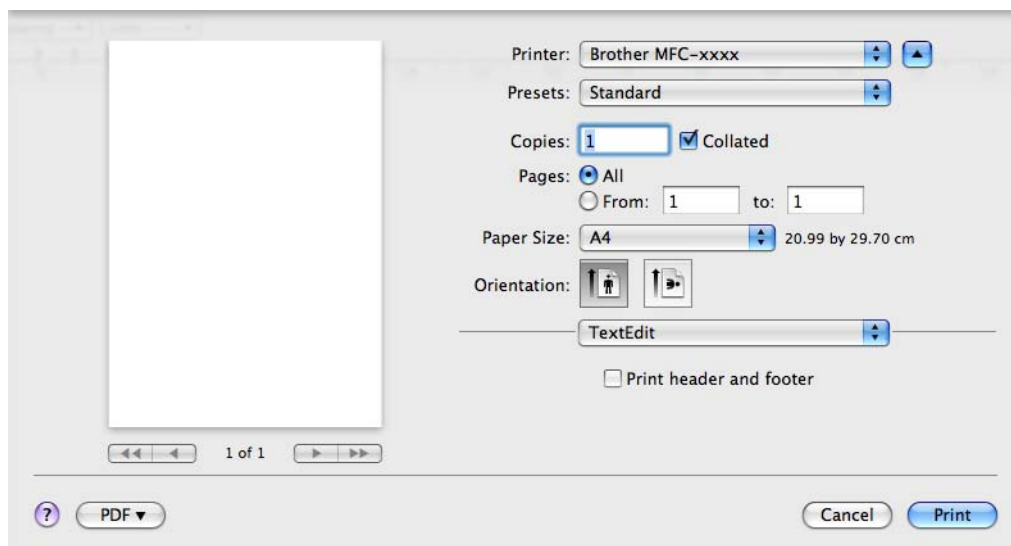 Printer: Brother MFC-xxxx
Presets: Standard
Copies: 1 Collated
Pages: All
From: 1 to: 1
Paper Size: A4 20.99 by 29.70 cm
Orientation:
TextEdit
Print header and footer
1 of 1
? PDF ▼ Cancel Print